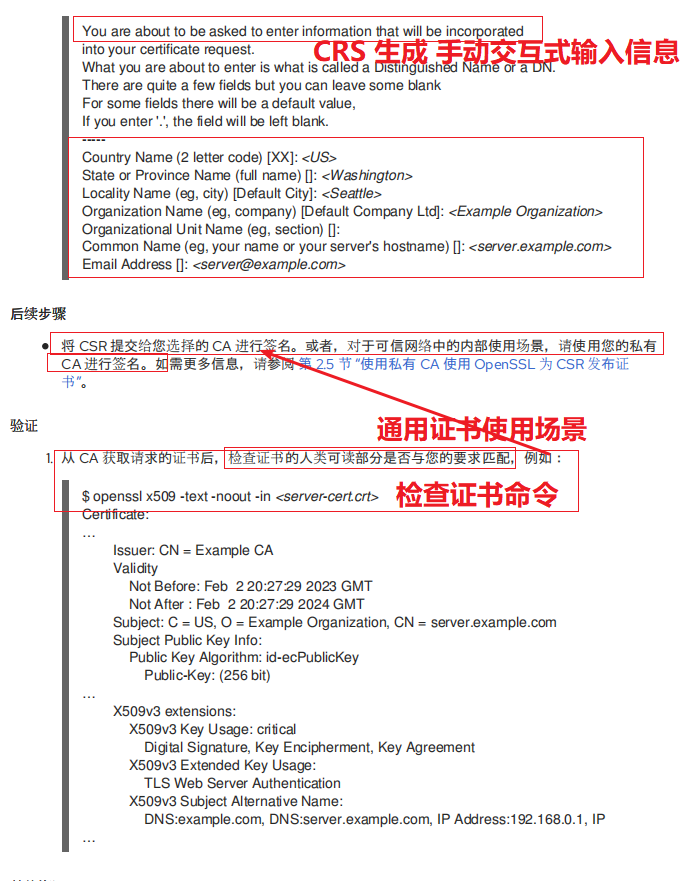 You are about to be asked to enter information that will be incorporated
into your certificate request.
CRS 生成 手动交互式输入信息
What you are about to enter is what is called a Distinguished Name or a DN.
There are quite a few fields but you can leave some blank
For some fields there will be a default value,
If you enter '.', the field will be left blank.
-----
Country Name (2 letter code) [XX]: <US>
State or Province Name (full name) []: <Washington>
Locality Name (eg, city) [Default City]: <Seattle>
Organization Name (eg, company) [Default Company Ltd]: <Example Organization>
Organizational Unit Name (eg, section) []:
Common Name (eg, your name or your server's hostname) []: <server.example.com>
Email Address []: <server@example.com>
后续步骤
● 将 CSR 提交给您选择的 CA 进行签名。或者，对于可信网络中的内部使用场景，请使用您的私有
CA 进行签名。如需更多信息，请参阅 第 2.5 节 “使用私有 CA 使用 OpenSSL 为 CSR 发布证
书”。
通用证书使用场景
验证
1. 从 CA 获取请求的证书后，检查证书的人类可读部分是否与您的要求匹配，例如：
$ openssl x509 -text -noout -in <server-cert.crt>
检查证书命令
Certificate:
…
Issuer: CN = Example CA
Validity
Not Before: Feb  2 20:27:29 2023 GMT
Not After : Feb  2 20:27:29 2024 GMT
Subject: C = US, O = Example Organization, CN = server.example.com
Subject Public Key Info:
Public Key Algorithm: id-ecPublicKey
Public-Key: (256 bit)
…
X509v3 extensions:
X509v3 Key Usage: critical
Digital Signature, Key Encipherment, Key Agreement
X509v3 Extended Key Usage:
TLS Web Server Authentication
X509v3 Subject Alternative Name:
DNS:example.com, DNS:server.example.com, IP Address:192.168.0.1, IP
…